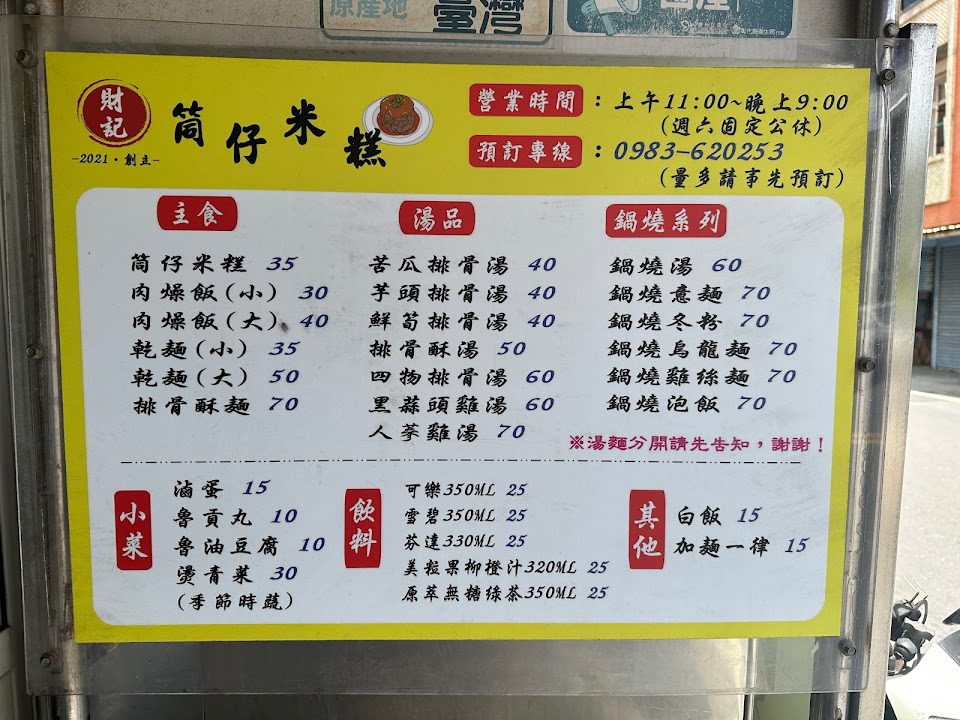 原產地
臺灣
財記
筒仔米糕
-2021·創立-
營業時間：上午11:00~晚上9:00
(週六固定公休)
預訂專線：0983-620253
(量多請事先預訂)
主食
筒仔米糕 35
肉燥飯(小) 30
肉燥飯(大) 40
乾麵(小) 35
乾麵(大) 50
排骨酥麵 70
湯品
苦瓜排骨湯 40
芋頭排骨湯 40
鮮筍排骨湯 40
排骨酥湯 50
四物排骨湯 60
黑蒜頭雞湯 60
人蔘雞湯 70
鍋燒系列
鍋燒湯 60
鍋燒意麵 70
鍋燒冬粉 70
鍋燒烏龍麵 70
鍋燒雞絲麵 70
鍋燒泡飯 70
※湯麵分開請先告知，謝謝！
小菜
滷蛋 15
魯貢丸 10
魯油豆腐 10
燙青菜 30
(季節時蔬)
飲料
可樂350ML 25
雪碧350ML 25
芬達330ML 25
美粒果柳橙汁320ML 25
原萃無糖綠茶350ML 25
其他
白飯 15
加麵一律 15